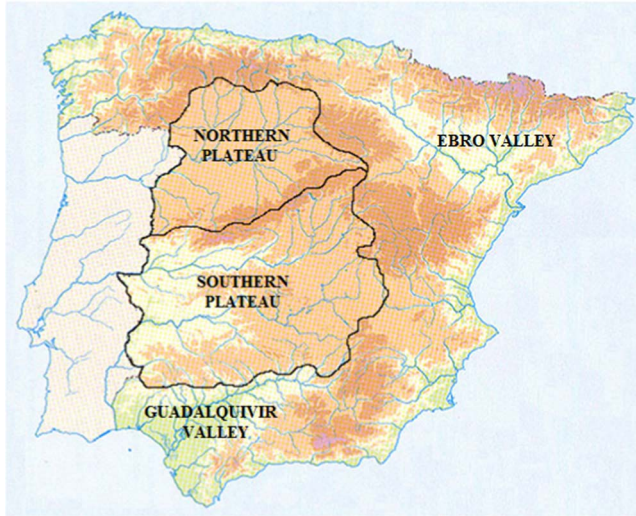 NORTHERN
PLATEAU
EBRO VALLEY
SOUTHERN
PLATEAU
GUADALQUIVIR
VALLEY